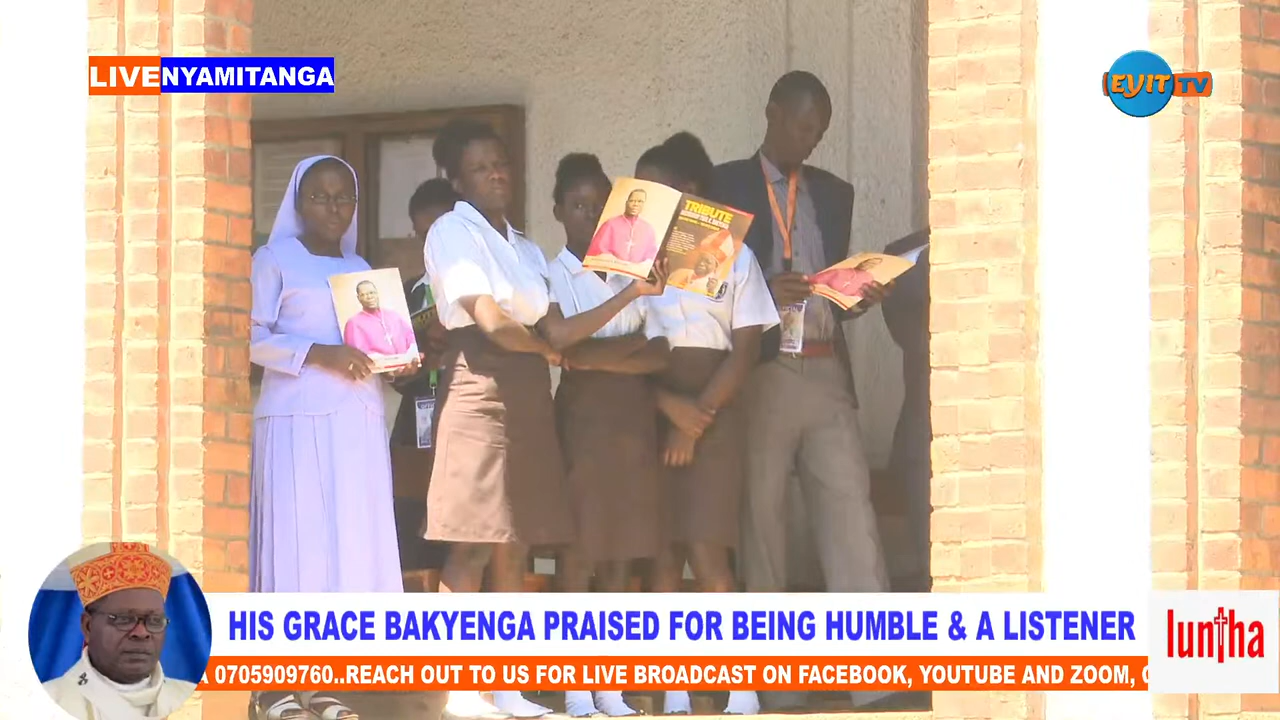 LIVE NYAMITANGA
EVIT TV
TRIBUTE
HIS GRACE BAKYENGA PRAISED FOR BEING HUMBLE & A LISTENER
0705909760..REACH OUT TO US FOR LIVE BROADCAST ON FACEBOOK, YOUTUBE AND ZOOM,
luntha